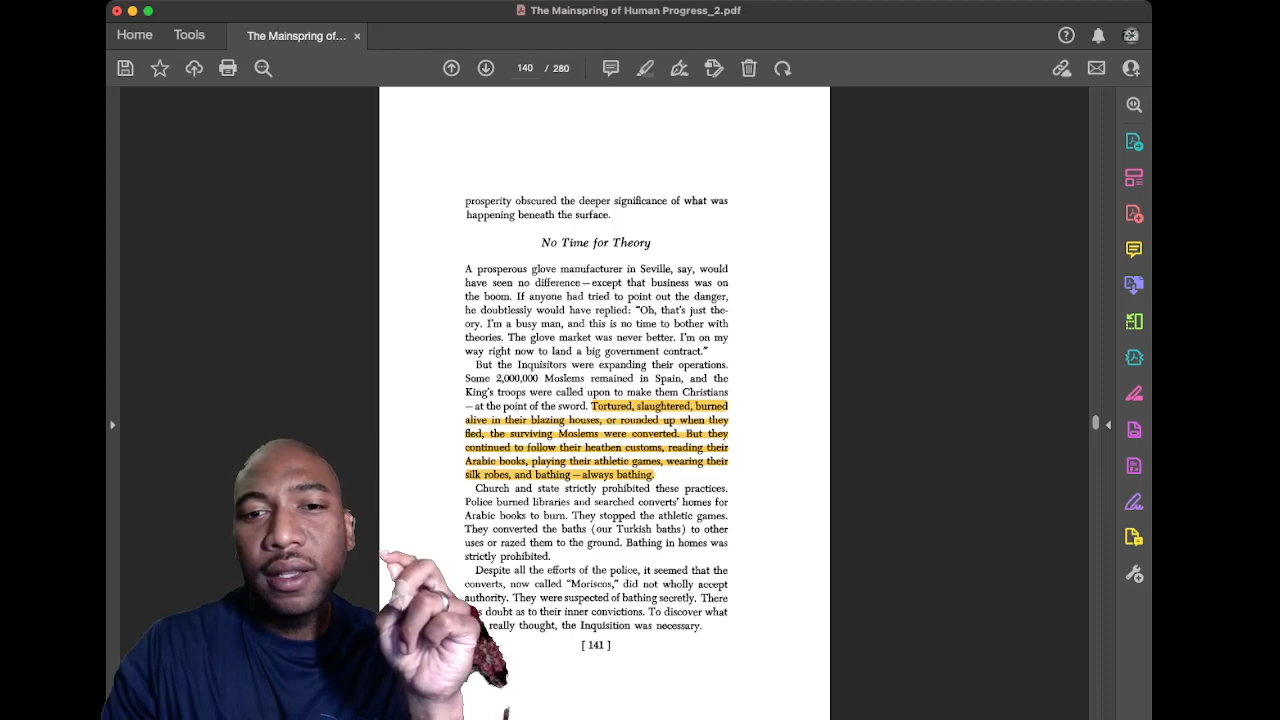 The Mainspring of Human Progress_2.pdf
Home
Tools
The Mainspring of...
140 / 280
prosperity obscured the deeper significance of what was
happening beneath the surface.
No Time for Theory
A prosperous glove manufacturer in Seville, say, would
have seen no difference—except that business was on
the boom. If anyone had tried to point out the danger,
he doubtlessly would have replied: "Oh, that's just the-
ory. I'm a busy man, and this is no time to bother with
theories. The glove market was never better. I'm on my
way right now to land a big government contract."
But the Inquisitors were expanding their operations.
Some 2,000,000 Moslems remained in Spain, and the
King's troops were called upon to make them Christians
—at the point of the sword. Tortured, slaughtered, burned
alive in their blazing houses, or rounded up when they
fled, the surviving Moslems were converted. But they
continued to follow their heathen customs, reading their
Arabic books, playing their athletic games, wearing their
silk robes, and bathing—always bathing.
Church and state strictly prohibited these practices.
Police burned libraries and searched converts' homes for
Arabic books to burn. They stopped the athletic games.
They converted the baths (our Turkish baths) to other
uses or razed them to the ground. Bathing in homes was
strictly prohibited.
Despite all the efforts of the police, it seemed that the
converts, now called "Moriscos," did not wholly accept
authority. They were suspected of bathing secretly. There
doubt as to their inner convictions. To discover what
really thought, the Inquisition was necessary.
[ 141 ]